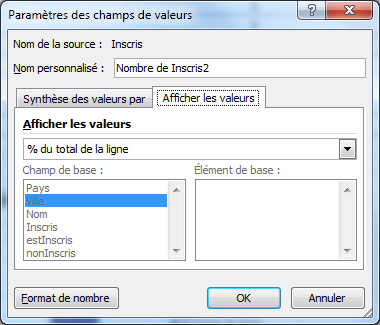 Paramètres des champs de valeurs
Nom de la source : Inscris
Nom personnalisé : Nombre de Inscris2
Synthèse des valeurs par Afficher les valeurs
Afficher les valeurs
% du total de la ligne
Champ de base : Élément de base :
Pays
Ville
Nom
Inscris
estInscris
nonInscris
Format de nombre OK Annuler